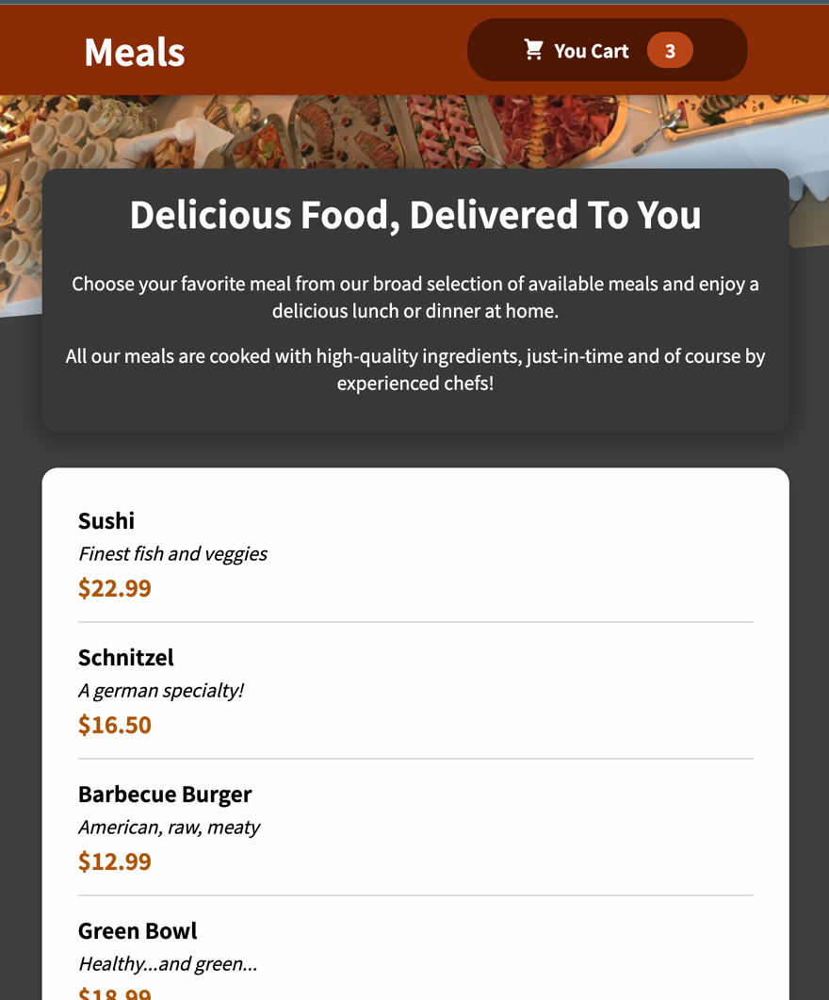 Meals
You Cart 3
Delicious Food, Delivered To You
Choose your favorite meal from our broad selection of available meals and enjoy a
delicious lunch or dinner at home.
All our meals are cooked with high-quality ingredients, just-in-time and of course by
experienced chefs!
Sushi
Finest fish and veggies
$22.99
Schnitzel
A german specialty!
$16.50
Barbecue Burger
American, raw, meaty
$12.99
Green Bowl
Healthy...and green...
$18.99